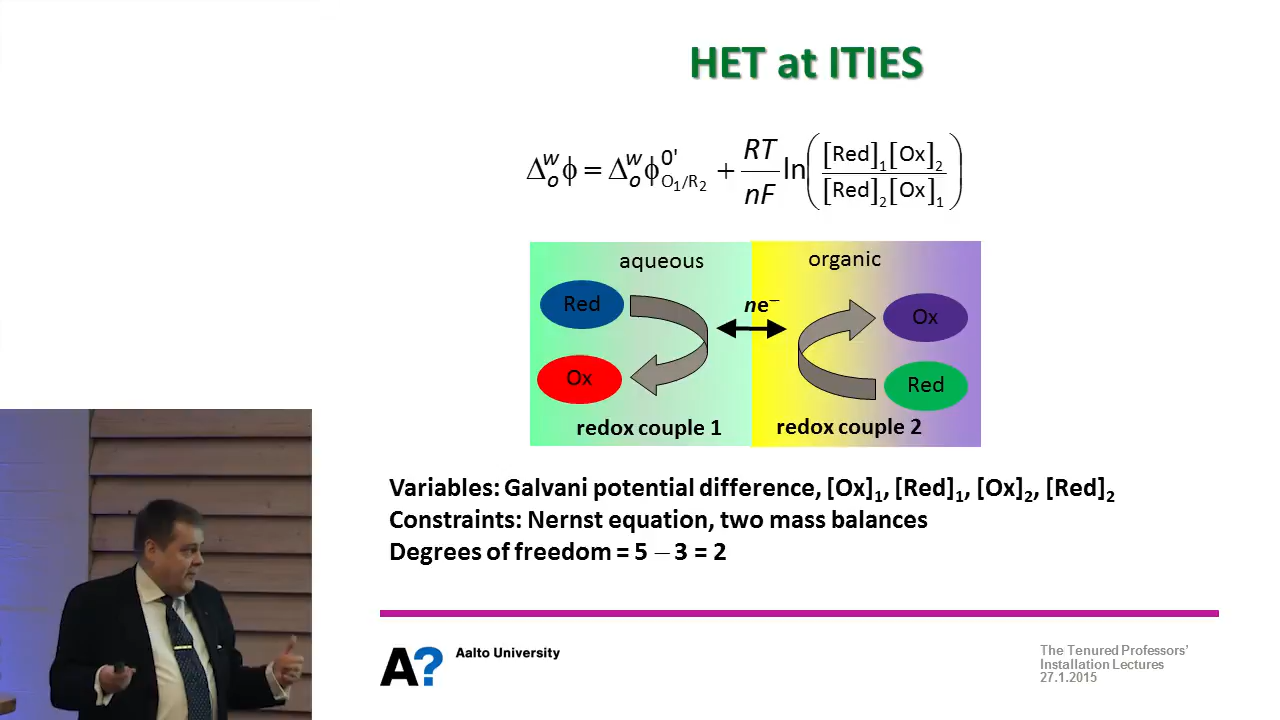 HET at ITIES
Δ^w_o ϕ = Δ^w_o ϕ^0'_{O1/R2} + RT/nF ln([Red]₁[Ox]₂/[Red]₂[Ox]₁)
aqueous
organic
Red
ne⁻
Ox
Ox
Red
redox couple 1
redox couple 2
Variables: Galvani potential difference, [Ox]₁, [Red]₁, [Ox]₂, [Red]₂
Constraints: Nernst equation, two mass balances
Degrees of freedom = 5 − 3 = 2
A?
Aalto University
The Tenured Professors'
Installation Lectures
27.1.2015